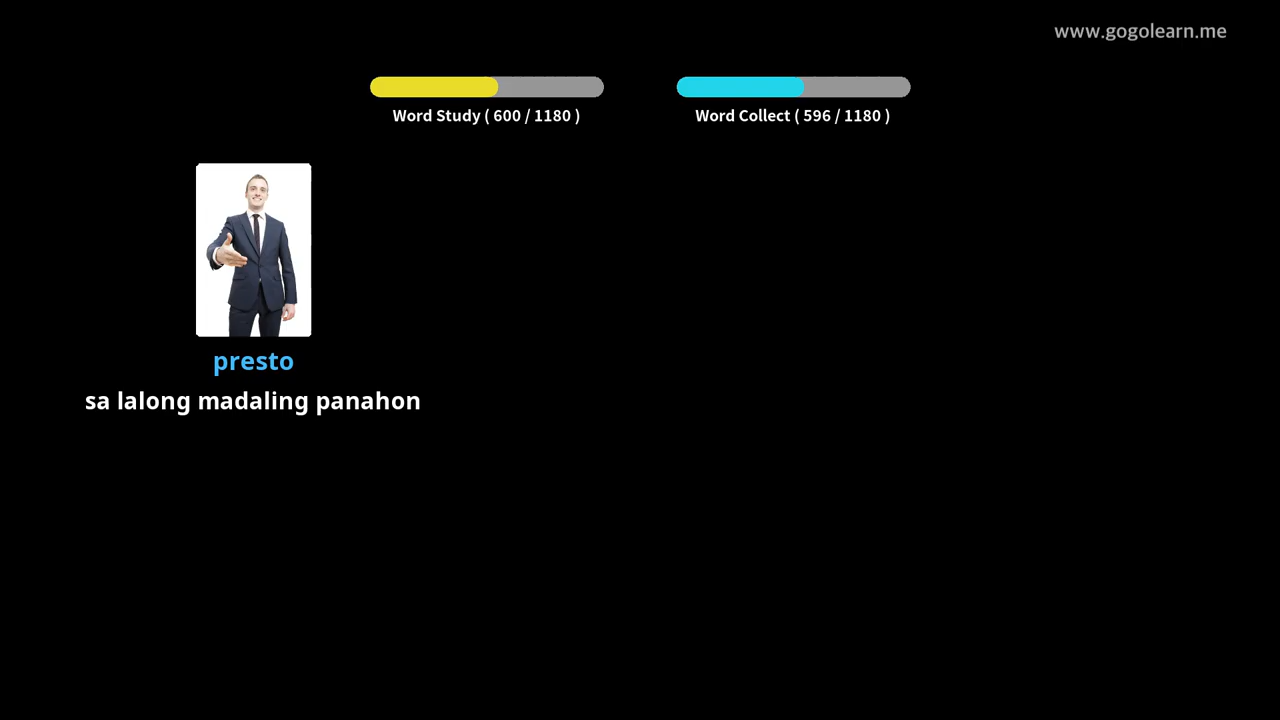 www.gogolearn.me
Word Study ( 600 / 1180 )
Word Collect ( 596 / 1180 )
presto
sa lalong madaling panahon